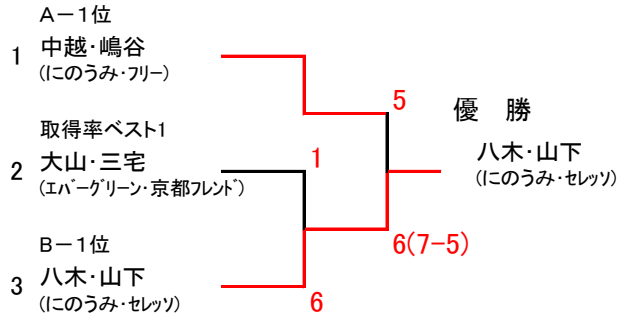 A－1位
1 中越・嶋谷
(にのうみ・フリー)
5
優　勝
取得率ベスト1
2 大山・三宅
(エバーグリーン・京都フレンド)
1
八木・山下
(にのうみ・セレッソ)
B－1位
6(7-5)
3 八木・山下
(にのうみ・セレッソ)
6